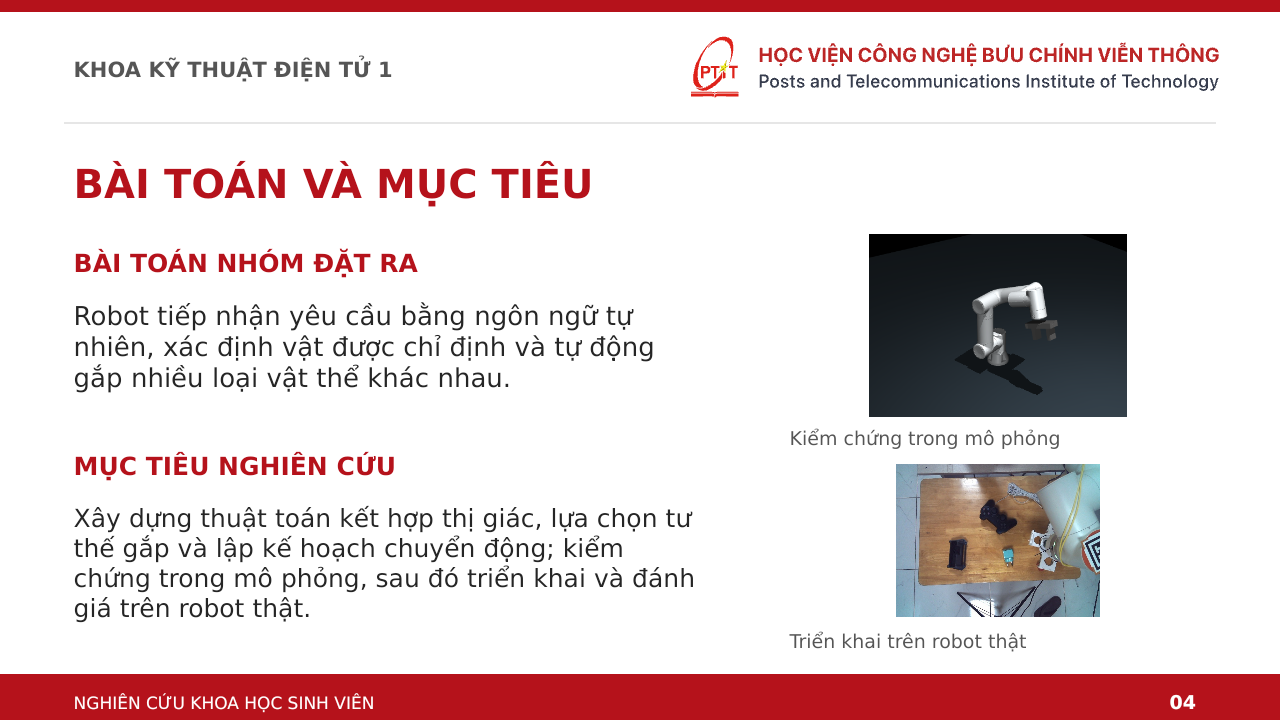 KHOA KỸ THUẬT ĐIỆN TỬ 1
PTIT
HỌC VIỆN CÔNG NGHỆ BƯU CHÍNH VIỄN THÔNG
Posts and Telecommunications Institute of Technology
BÀI TOÁN VÀ MỤC TIÊU
BÀI TOÁN NHÓM ĐẶT RA
Robot tiếp nhận yêu cầu bằng ngôn ngữ tự
nhiên, xác định vật được chỉ định và tự động
gắp nhiều loại vật thể khác nhau.
MỤC TIÊU NGHIÊN CỨU
Xây dựng thuật toán kết hợp thị giác, lựa chọn tư
thế gắp và lập kế hoạch chuyển động; kiểm
chứng trong mô phỏng, sau đó triển khai và đánh
giá trên robot thật.
Kiểm chứng trong mô phỏng
Triển khai trên robot thật
NGHIÊN CỨU KHOA HỌC SINH VIÊN
04